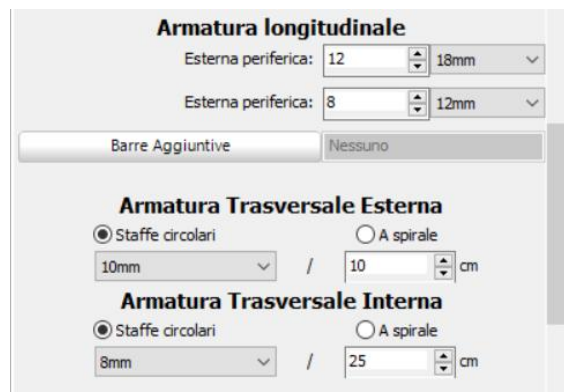 Armatura longitudinale
Esterna periferica: 12 18mm
Esterna periferica: 8 12mm
Barre Aggiuntive Nessuno
Armatura Trasversale Esterna
Staffe circolari A spirale
10mm / 10 cm
Armatura Trasversale Interna
Staffe circolari A spirale
8mm / 25 cm